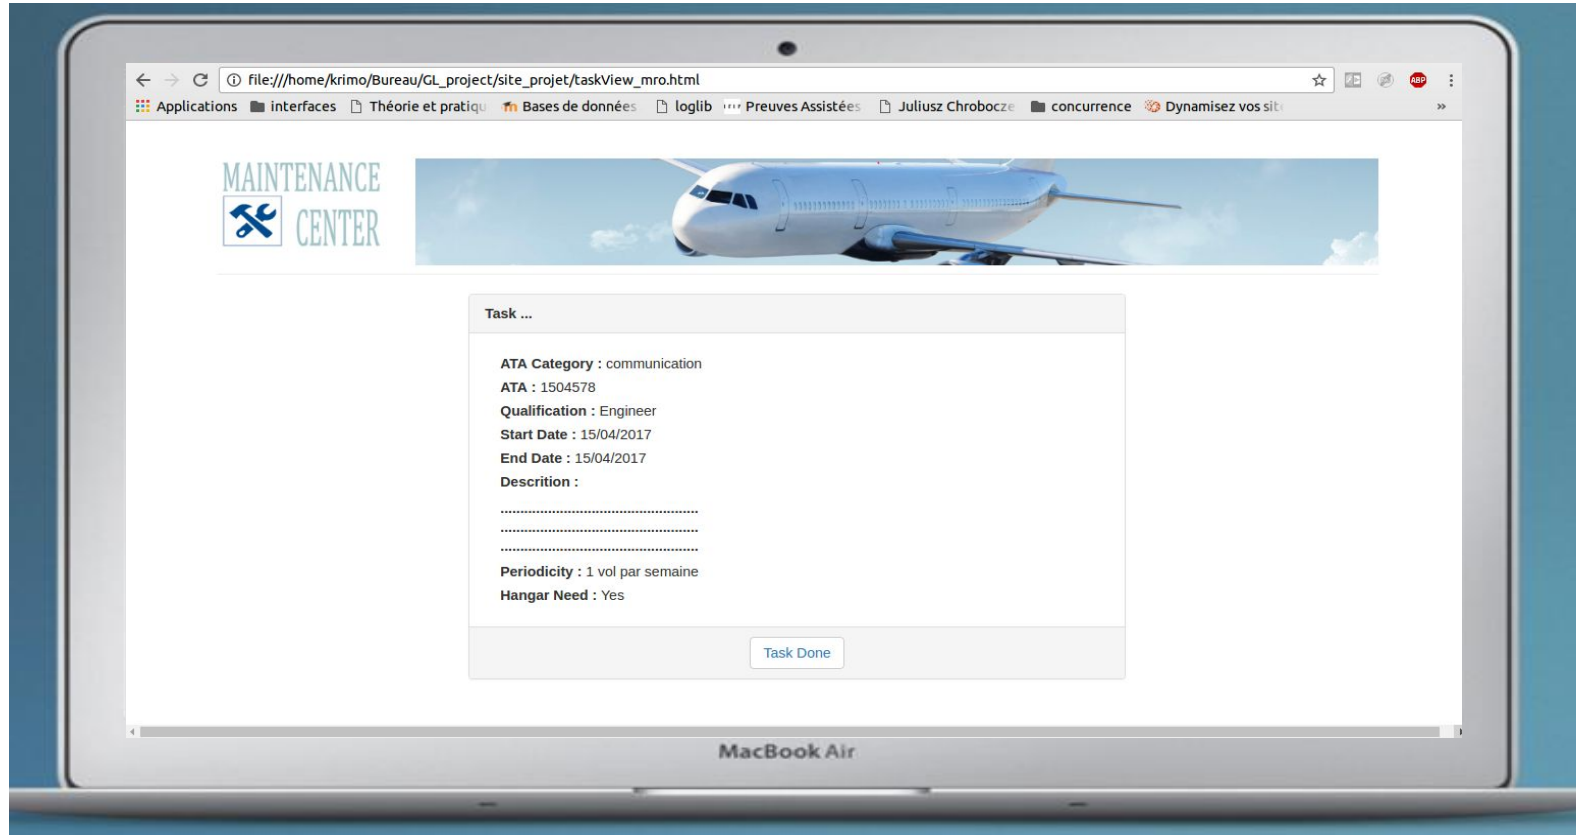 file:///home/krimo/Bureau/GL_project/site_projet/taskView_mro.html
Applications interfaces Théorie et pratiqu Bases de données loglib Preuves Assistées Juliusz Chrobocze concurrence Dynamisez vos sit »
MAINTENANCE
CENTER
Task ...
ATA Category : communication
ATA : 1504578
Qualification : Engineer
Start Date : 15/04/2017
End Date : 15/04/2017
Descrition :
..................................................
..................................................
..................................................
Periodicity : 1 vol par semaine
Hangar Need : Yes
Task Done
MacBook Air